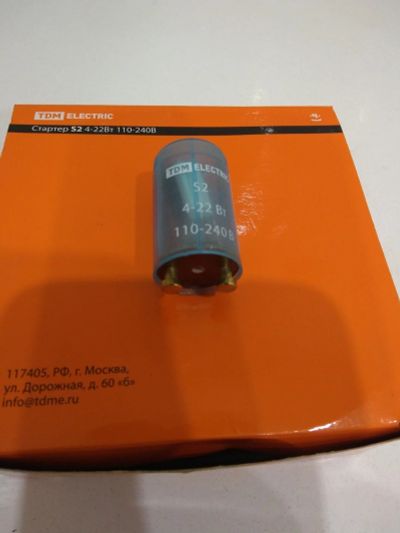 TDM ELECTRIC
Стартер S2 4-22Вт 110-240В
TDM ELECTRIC
S2
4-22 Вт
110-240В
117405, РФ, г. Москва,
ул. Дорожная, д. 60 «б»
info@tdme.ru